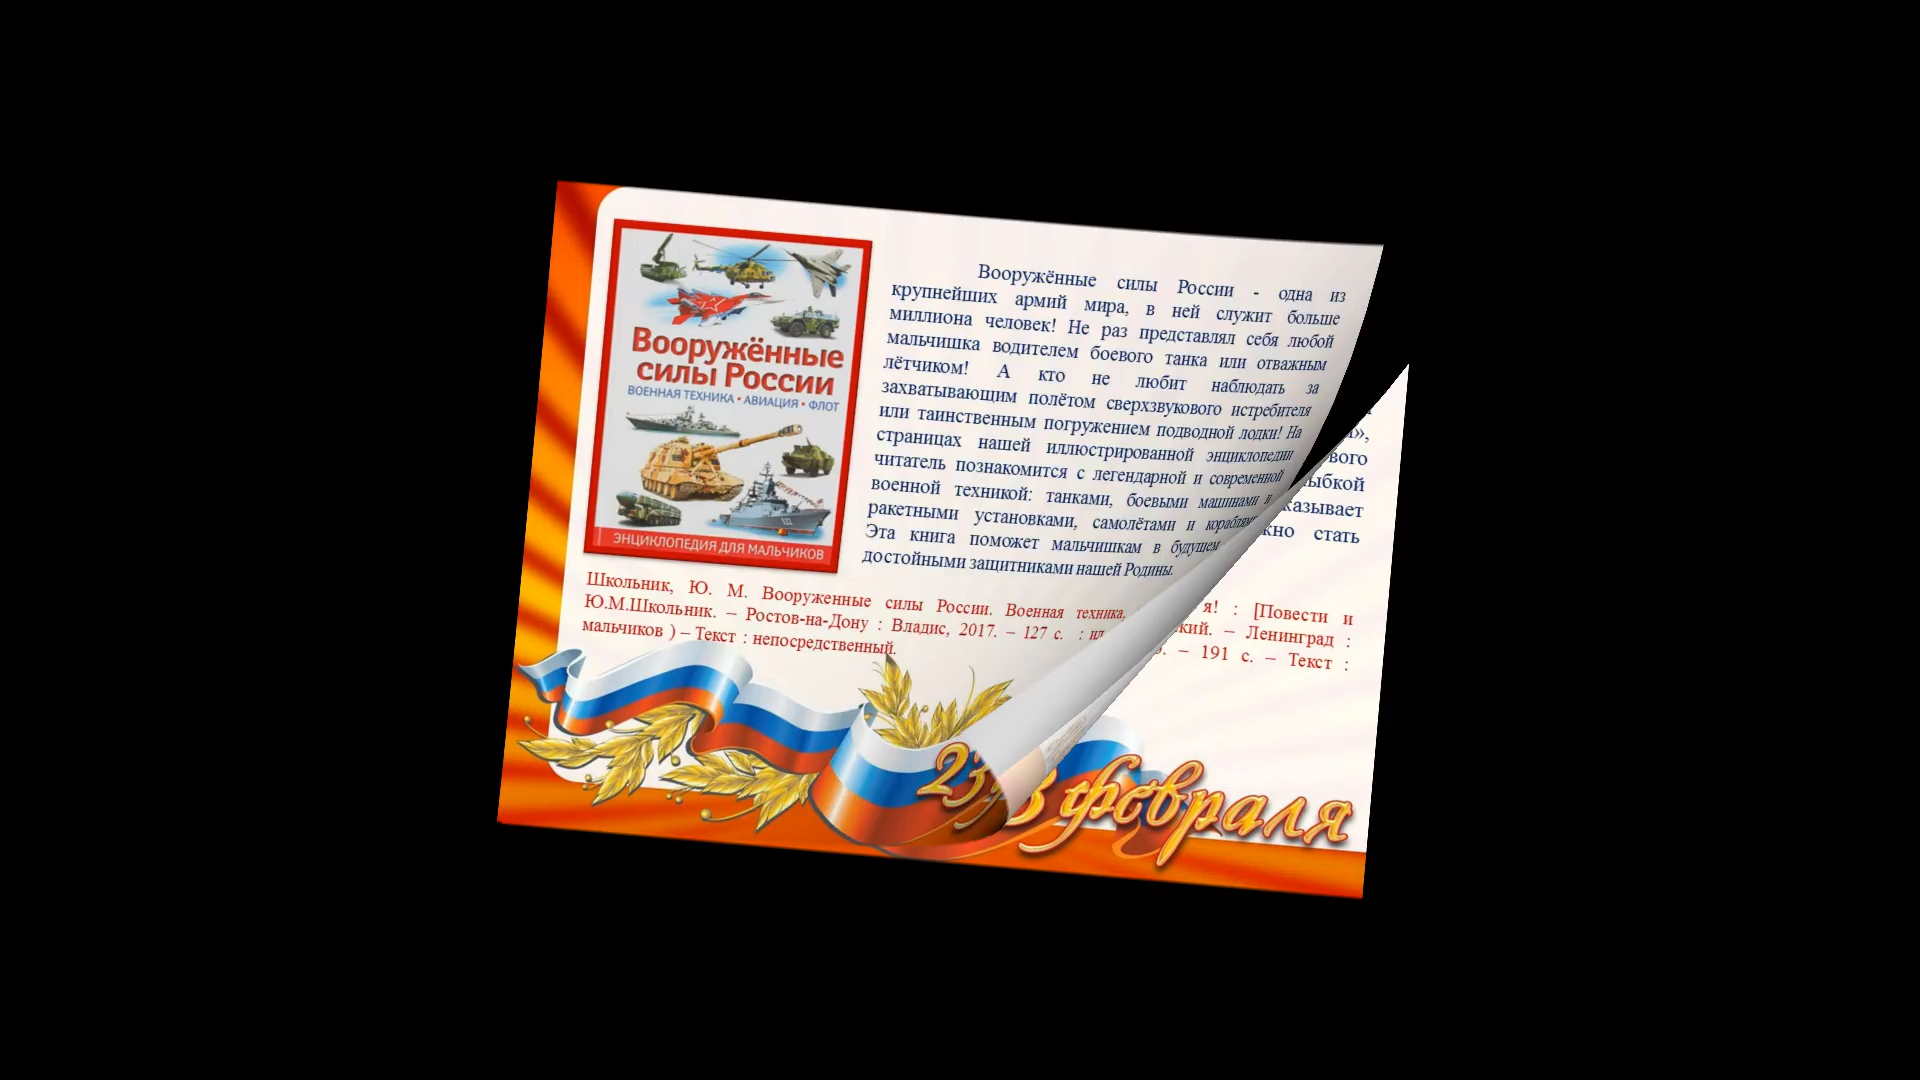 Вооружённые
силы России
ВОЕННАЯ ТЕХНИКА • АВИАЦИЯ • ФЛОТ
ЭНЦИКЛОПЕДИЯ ДЛЯ МАЛЬЧИКОВ
Вооружённые силы России - одна из
крупнейших армий мира, в ней служит больше
миллиона человек! Не раз представлял себя любой
мальчишка водителем боевого танка или отважным
лётчиком! А кто не любит наблюдать за
захватывающим полётом сверхзвукового истребителя
или таинственным погружением подводной лодки! На
страницах нашей иллюстрированной энциклопедии
читатель познакомится с легендарной и современной
военной техникой: танками, боевыми машинами и
ракетными установками, самолётами и кораблями
Эта книга поможет мальчишкам в будущем
достойными защитниками нашей Родины.
стать
Школьник, Ю. М. Вооруженные силы России. Военная техника,
Ю.М.Школьник. – Ростов-на-Дону : Владис, 2017. – 127 с. : ил
мальчиков ) – Текст : непосредственный.
я! : [Повести и
– Ленинград :
– 191 с. – Текст :
23
февраля